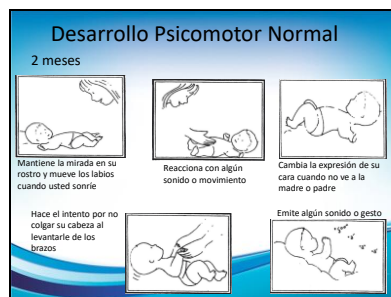 Desarrollo Psicomotor Normal
2 meses
Mantiene la mirada en su
rostro y mueve los labios
cuando usted sonríe
Reacciona con algún
sonido o movimiento
Cambia la expresión de su
cara cuando no ve a la
madre o padre
Hace el intento por no
colgar su cabeza al
levantarle de los
brazos
Emite algún sonido o gesto